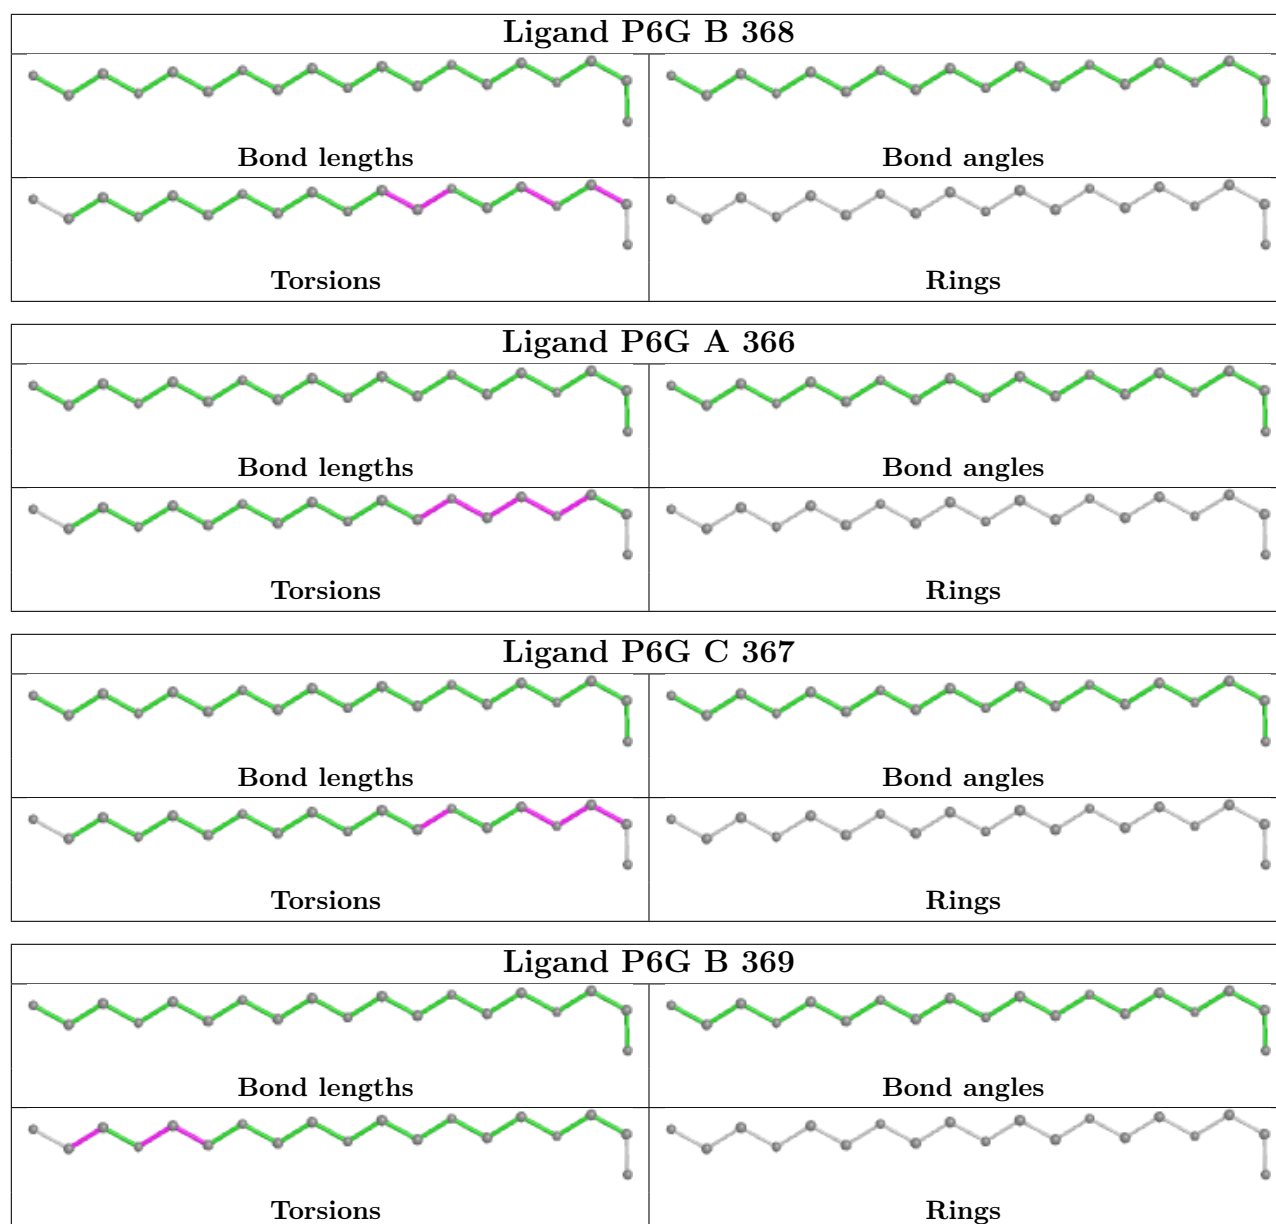 Ligand P6G B 368
Bond lengths
Bond angles
Torsions
Rings
Ligand P6G A 366
Bond lengths
Bond angles
Torsions
Rings
Ligand P6G C 367
Bond lengths
Bond angles
Torsions
Rings
Ligand P6G B 369
Bond lengths
Bond angles
Torsions
Rings